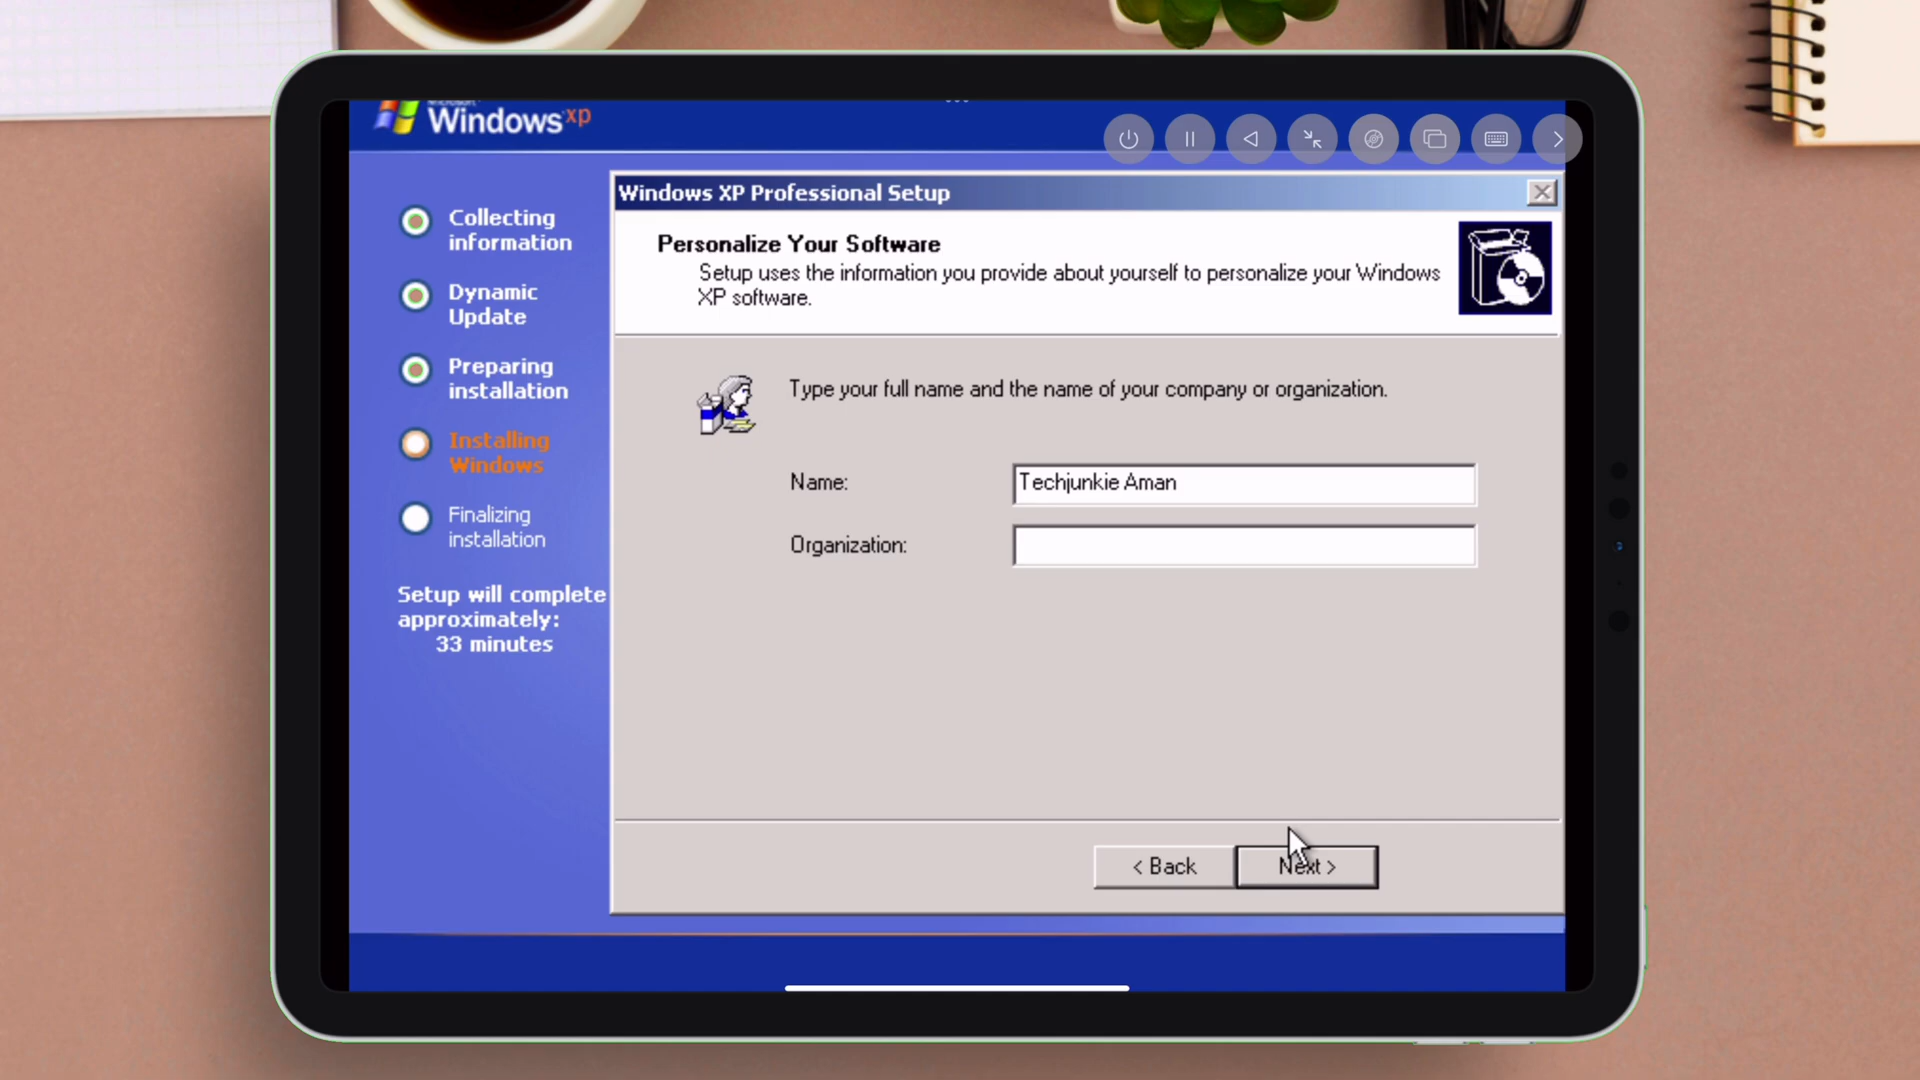 Windows xp
Windows XP Professional Setup
Collecting
information
Dynamic
Update
Preparing
installation
Installing
Windows
Finalizing
installation
Setup will complete
approximately:
33 minutes
Personalize Your Software
Setup uses the information you provide about yourself to personalize your Windows
XP software.
Type your full name and the name of your company or organization.
Name:
Techjunkie Aman
Organization:
< Back
Next >